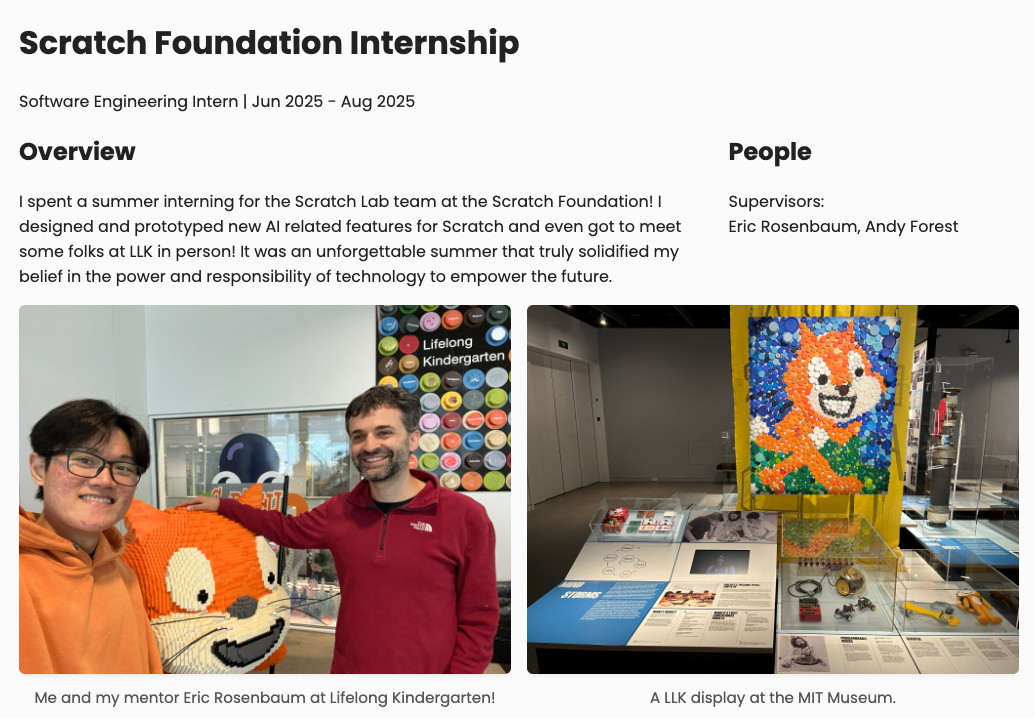 Scratch Foundation Internship
Software Engineering Intern | Jun 2025 - Aug 2025
Overview
I spent a summer interning for the Scratch Lab team at the Scratch Foundation! I
designed and prototyped new AI related features for Scratch and even got to meet
some folks at LLK in person! It was an unforgettable summer that truly solidified my
belief in the power and responsibility of technology to empower the future.
People
Supervisors:
Eric Rosenbaum, Andy Forest
Lifelong
Kindergarten
STORMS
Me and my mentor Eric Rosenbaum at Lifelong Kindergarten!
A LLK display at the MIT Museum.